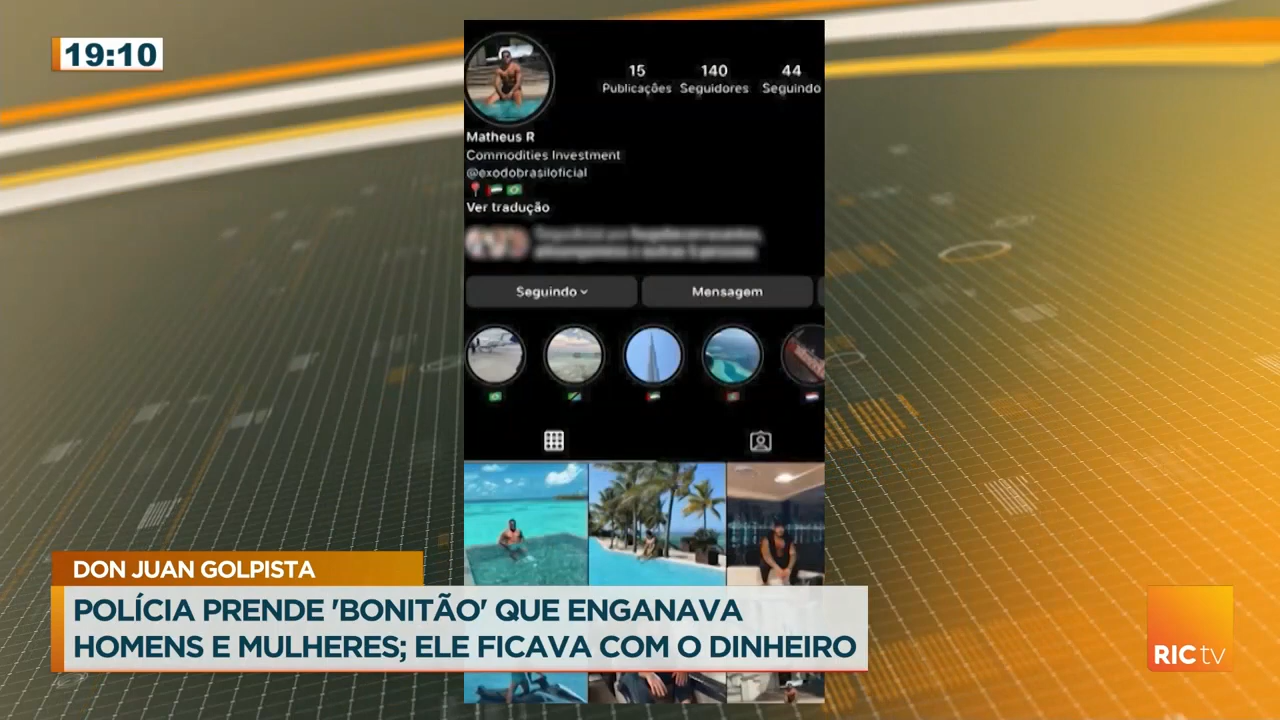 19:10
15 140 44
Publicações Seguidores Seguindo
Matheus R
Commodities Investment
@exodobrasiloficial
Ver tradução
Seguindo
Mensagem
DON JUAN GOLPISTA
POLÍCIA PRENDE 'BONITÃO' QUE ENGANAVA
HOMENS E MULHERES; ELE FICAVA COM O DINHEIRO
RIC tv